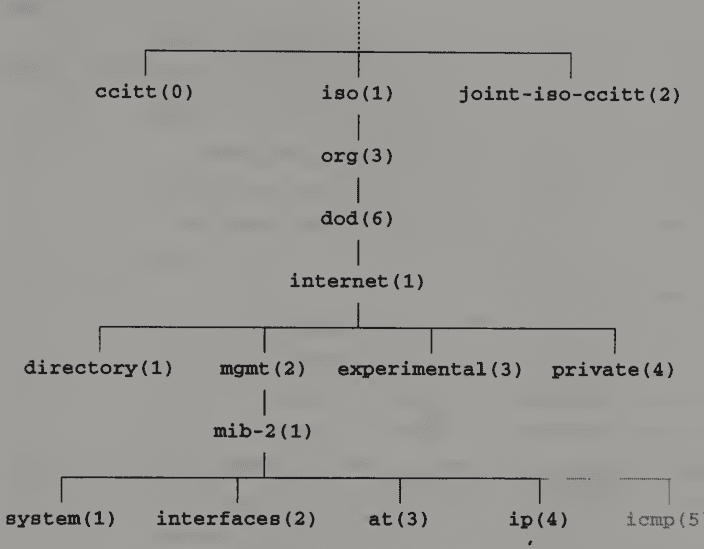 ccitt(0) iso(1) joint-iso-ccitt(2)
org(3)
dod(6)
internet(1)
directory(1) mgmt(2) experimental(3) private(4)
mib-2(1)
system(1) interfaces(2) at(3) ip(4) icmp(5